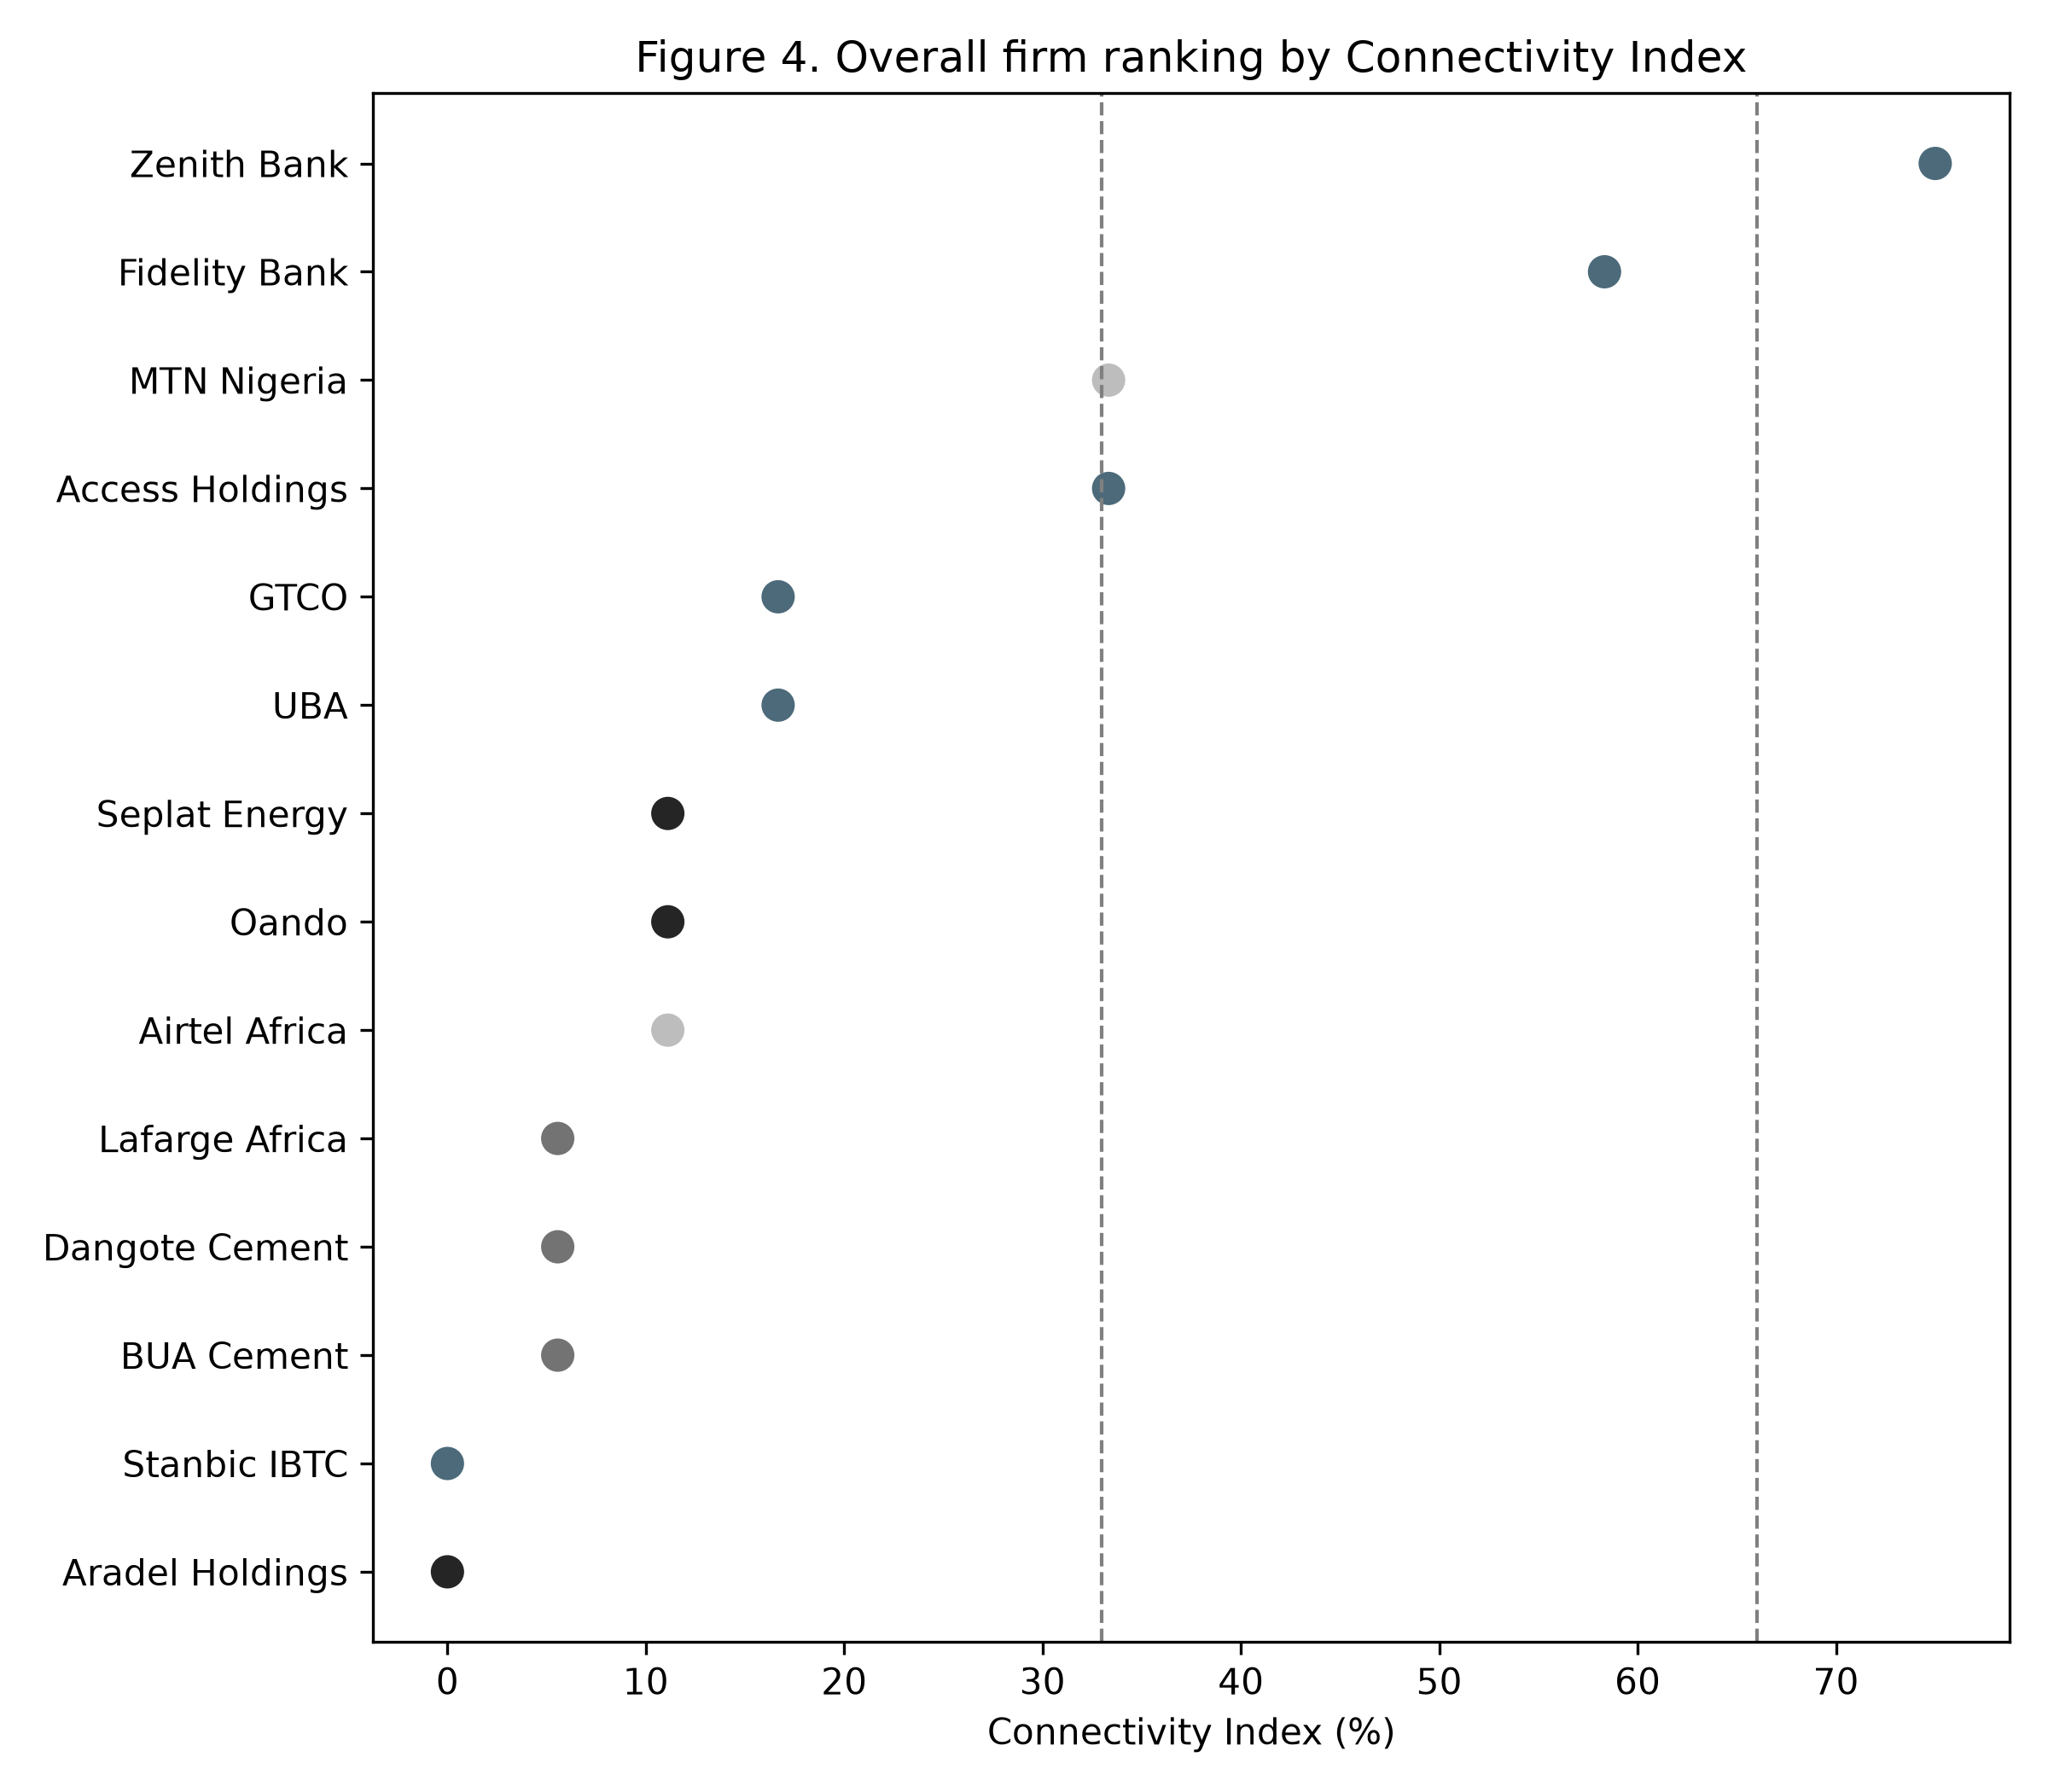 Figure 4. Overall firm ranking by Connectivity Index
Zenith Bank
Fidelity Bank
MTN Nigeria
Access Holdings
GTCO
UBA
Seplat Energy
Oando
Airtel Africa
Lafarge Africa
Dangote Cement
BUA Cement
Stanbic IBTC
Aradel Holdings
0 10 20 30 40 50 60 70
Connectivity Index (%)